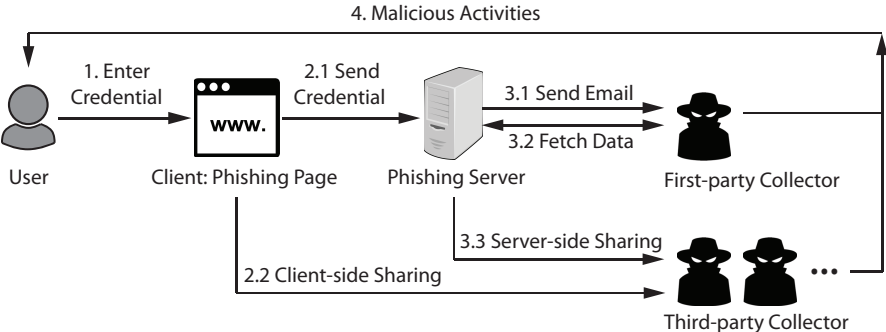 4. Malicious Activities
1. Enter
Credential
2.1 Send
Credential
www.
3.1 Send Email
3.2 Fetch Data
User
Client: Phishing Page
Phishing Server
First-party Collector
3.3 Server-side Sharing
2.2 Client-side Sharing
Third-party Collector